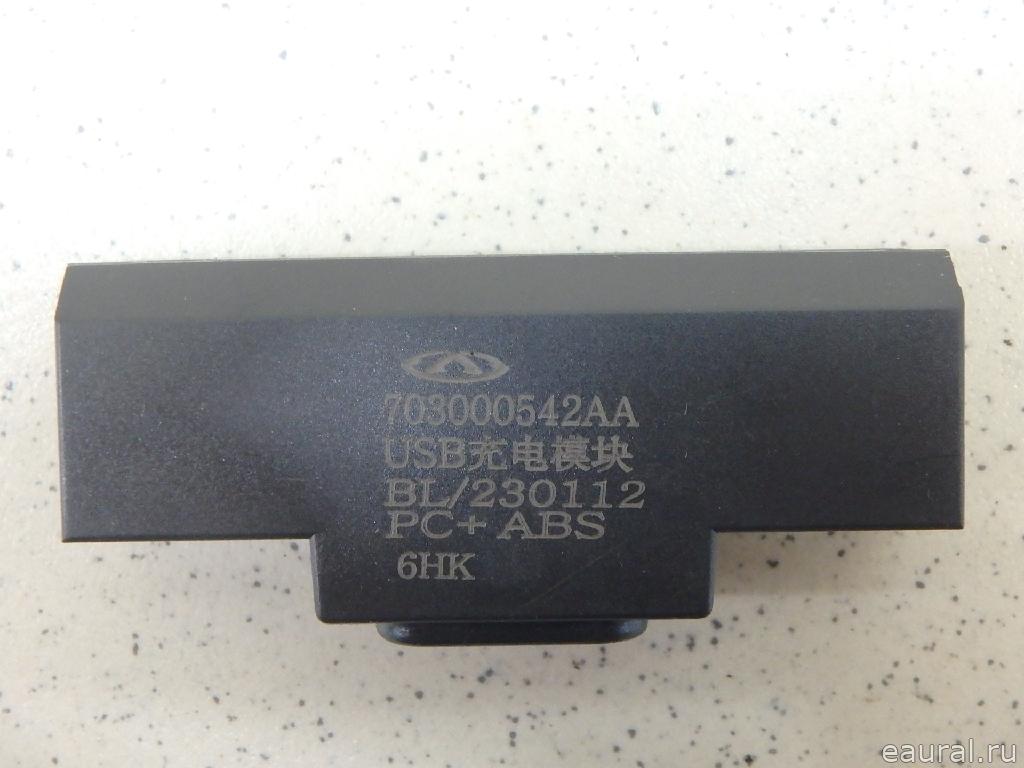 703000542AA
USB充电模块
BL/230112
PC+ABS
6HK
eaural.ru